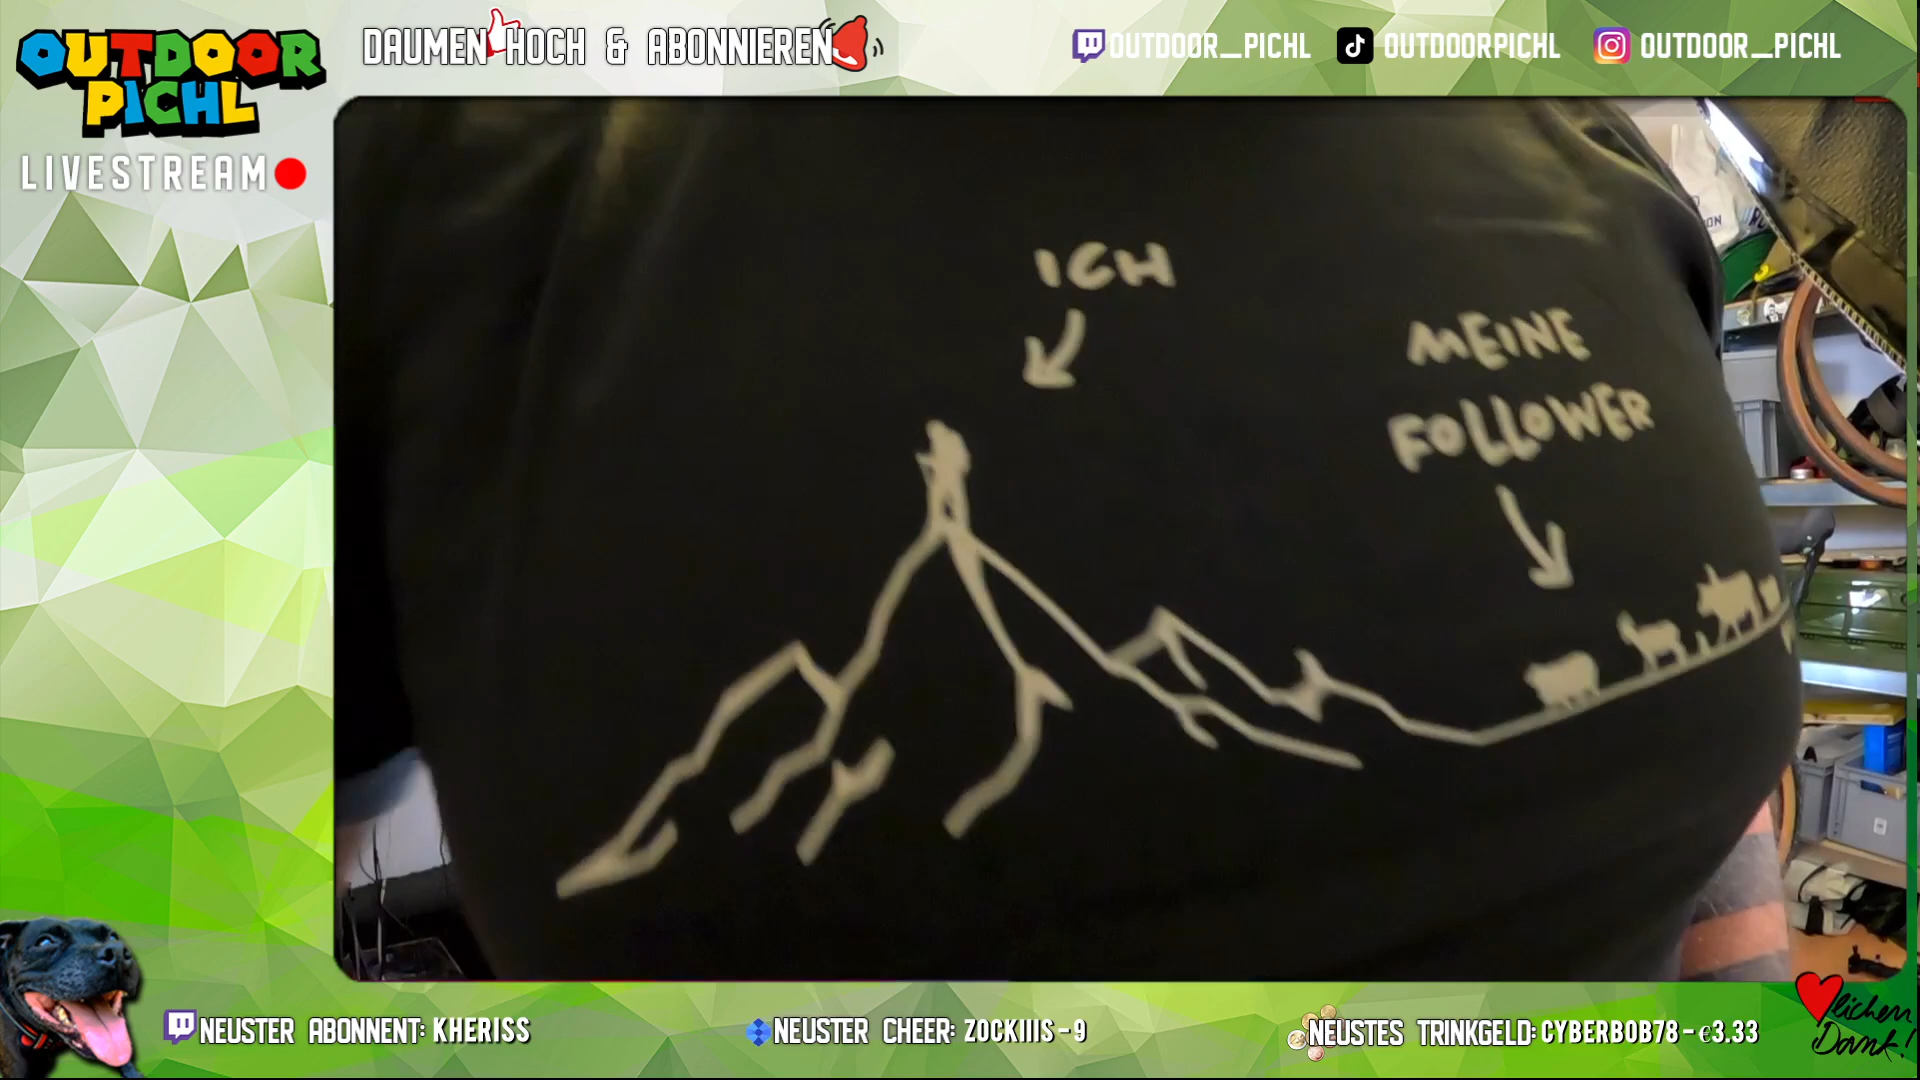 OUTDOOR
PICHL
LIVESTREAM
DAUMEN HOCH & ABONNIEREN
OUTDOOR_PICHL
OUTDOORPICHL
OUTDOOR_PICHL
ICH
MEINE
FOLLOWER
NEUSTER ABONNENT: KHERISS
NEUSTER CHEER: ZOCKIIIS - 9
NEUSTES TRINKGELD: CYBERBOB78 - €3.33
lichen
Dank!